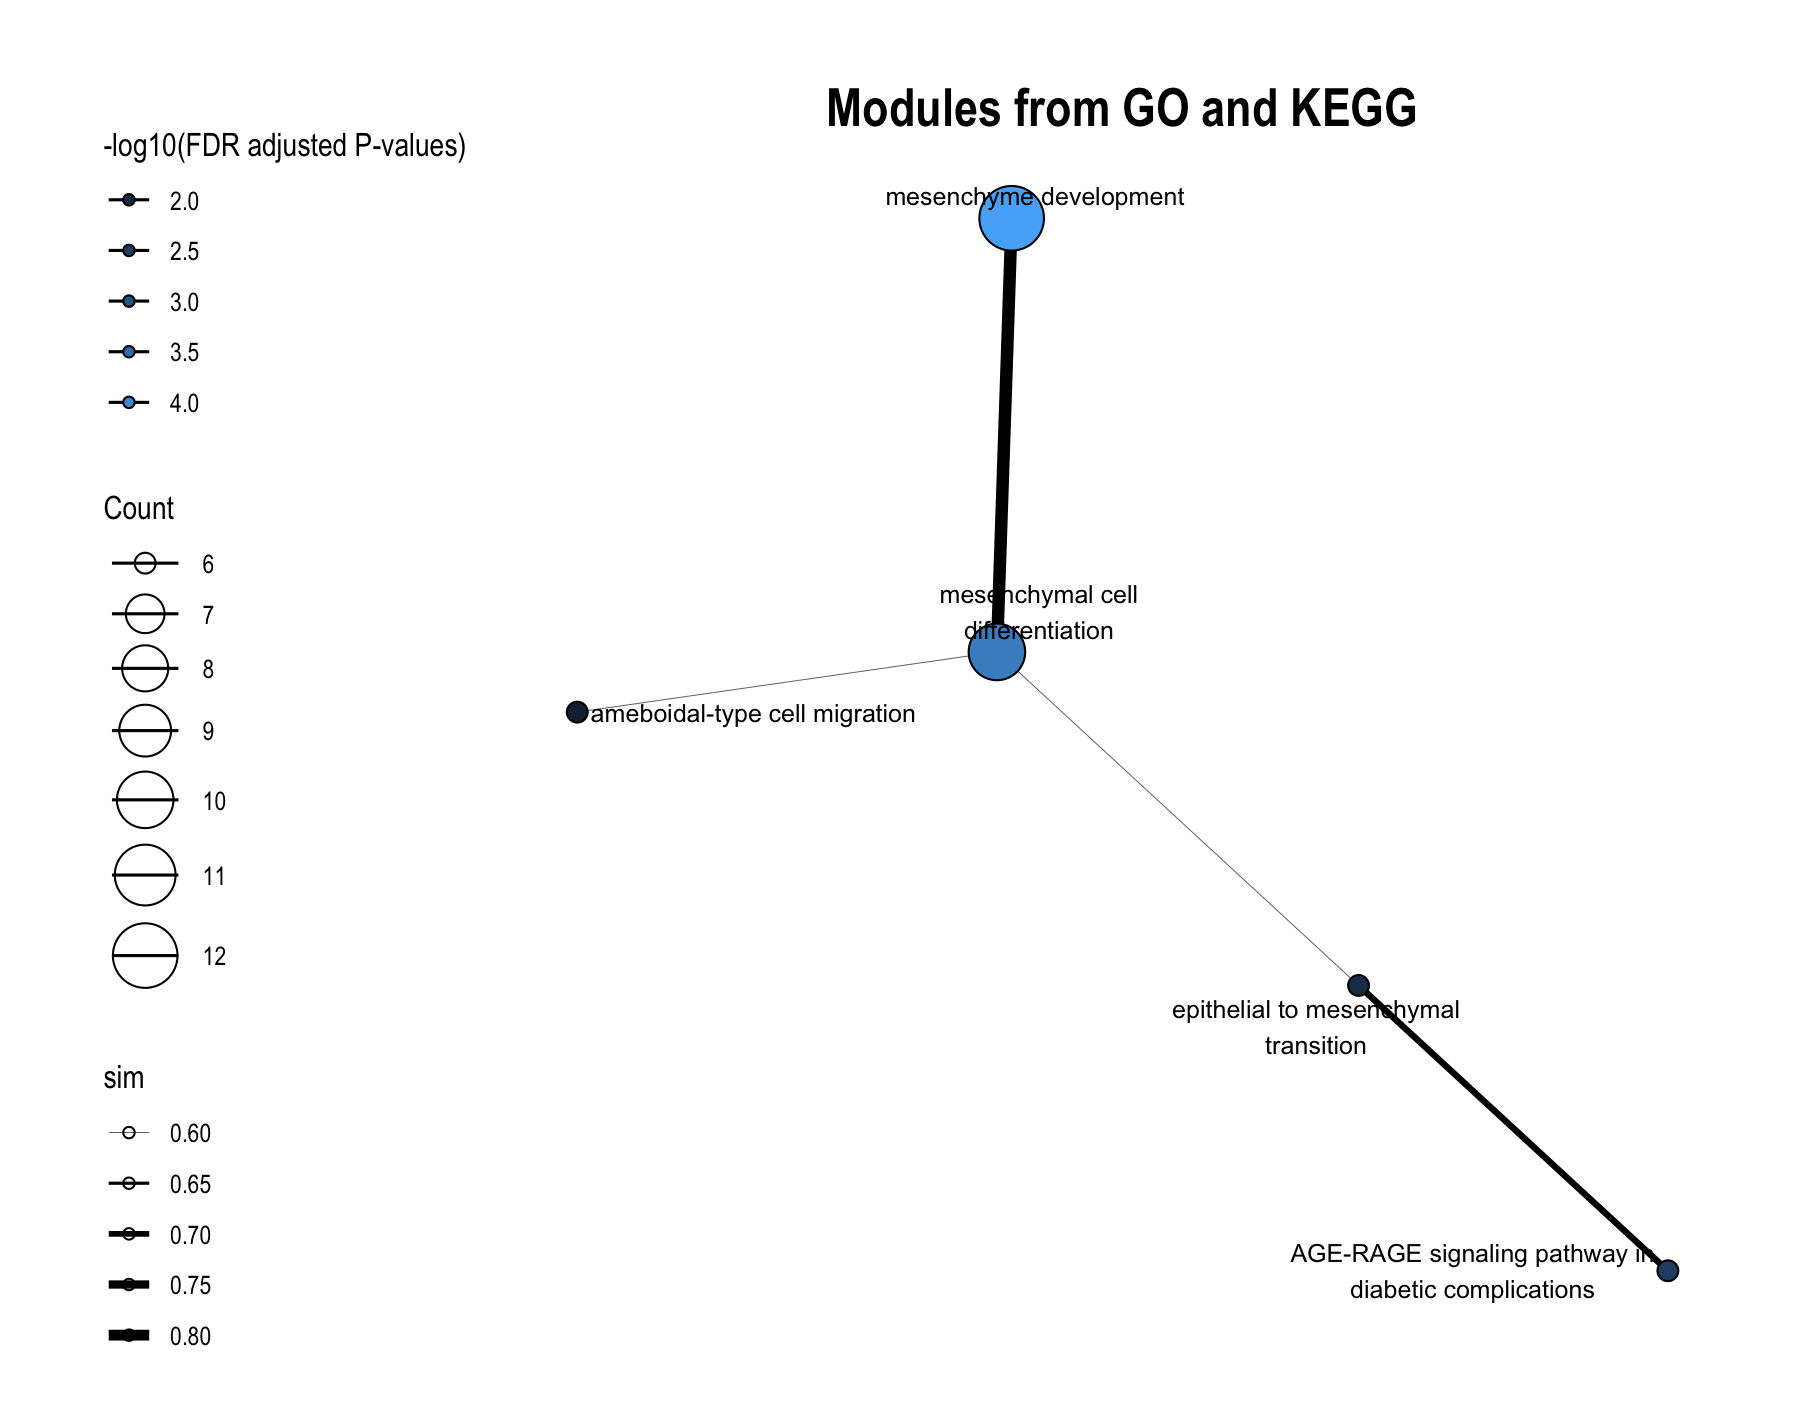 Modules from GO and KEGG
-log10(FDR adjusted P-values)
2.0
2.5
3.0
3.5
4.0
Count
6
7
8
9
10
11
12
sim
0.60
0.65
0.70
0.75
0.80
mesenchyme development
mesenchymal cell
differentiation
ameboidal-type cell migration
epithelial to mesenchymal
transition
AGE-RAGE signaling pathway in
diabetic complications